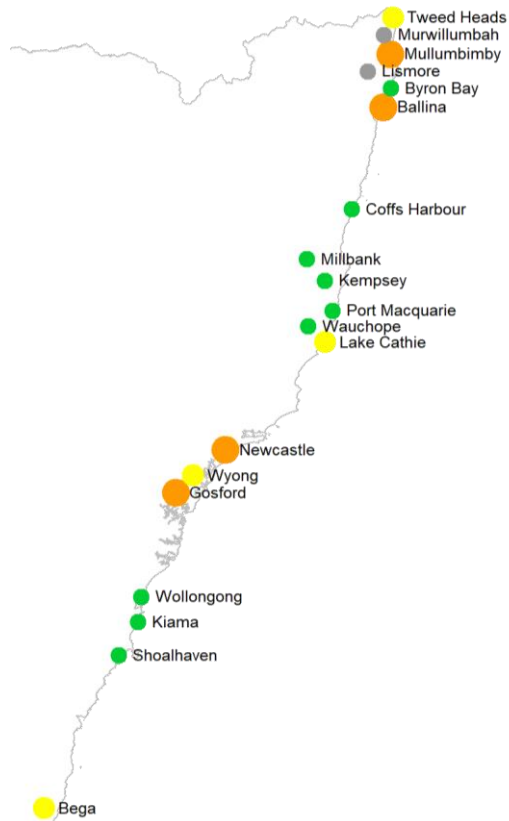 Tweed Heads
Murwillumbah
Mullumbimby
Lismore
Byron Bay
Ballina
Coffs Harbour
Millbank
Kempsey
Port Macquarie
Wauchope
Lake Cathie
Newcastle
Wyong
Gosford
Wollongong
Kiama
Shoalhaven
Bega